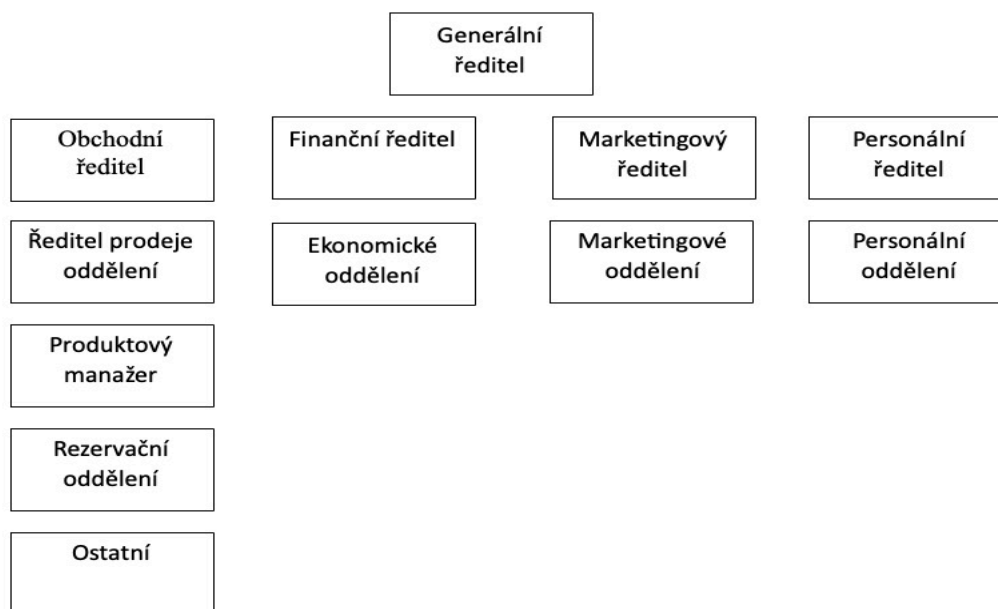 Generální
ředitel
Obchodní
ředitel
Finanční ředitel
Marketingový
ředitel
Personální
ředitel
Ředitel prodeje
oddělení
Ekonomické
oddělení
Marketingové
oddělení
Personální
oddělení
Produktový
manažer
Rezervační
oddělení
Ostatní